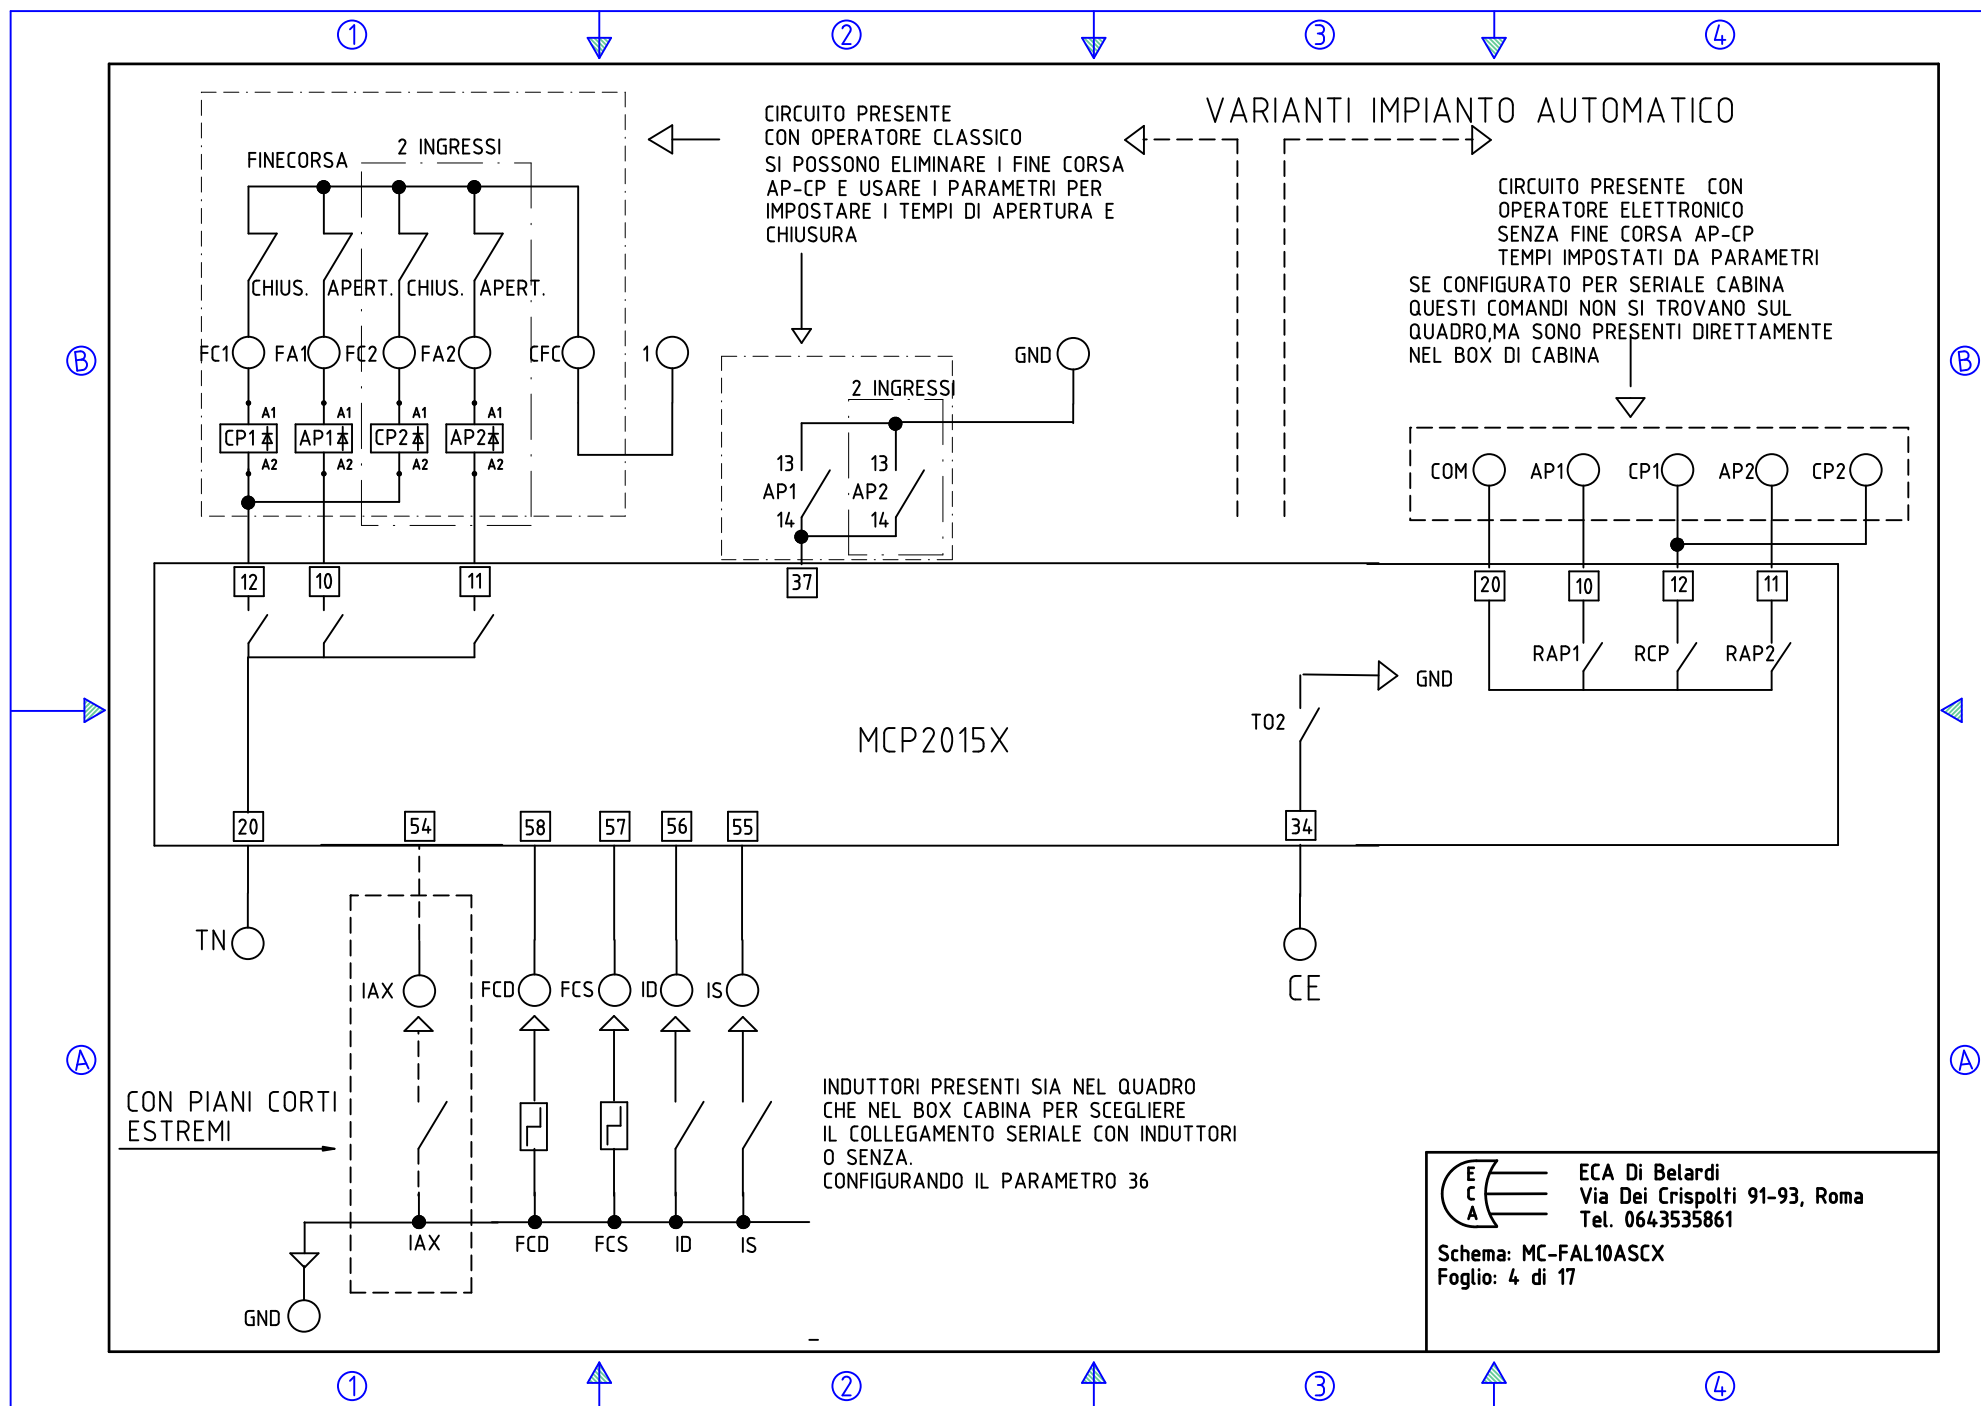 1 2 3 4
VARIANTI IMPIANTO AUTOMATICO
CIRCUITO PRESENTE
CON OPERATORE CLASSICO
SI POSSONO ELIMINARE I FINE CORSA
AP-CP E USARE I PARAMETRI PER
IMPOSTARE I TEMPI DI APERTURA E
CHIUSURA
FINECORSA
2 INGRESSI
CHIUS. APERT. CHIUS. APERT.
CIRCUITO PRESENTE CON
OPERATORE ELETTRONICO
SENZA FINE CORSA AP-CP
TEMPI IMPOSTATI DA PARAMETRI
SE CONFIGURATO PER SERIALE CABINA
QUESTI COMANDI NON SI TROVANO SUL
QUADRO,MA SONO PRESENTI DIRETTAMENTE
NEL BOX DI CABINA
B B
FC1 FA1 FC2 FA2 CFC 1 GND
A1 A1 A1 A1
CP1 AP1 CP2 AP2
A2 A2 A2 A2
2 INGRESSI
13 13
AP1 AP2
14 14
COM AP1 CP1 AP2 CP2
12 10 11 37 20 10 12 11
RAP1 RCP RAP2
GND
TO2
MCP2015X
20 54 58 57 56 55 34
TN
IAX FCD FCS ID IS
CE
A A
CON PIANI CORTI
ESTREMI
INDUTTORI PRESENTI SIA NEL QUADRO
CHE NEL BOX CABINA PER SCEGLIERE
IL COLLEGAMENTO SERIALE CON INDUTTORI
O SENZA.
CONFIGURANDO IL PARAMETRO 36
IAX FCD FCS ID IS
GND
E
C
A
ECA Di Belardi
Via Dei Crispolti 91-93, Roma
Tel. 0643535861
Schema: MC-FAL10ASCX
Foglio: 4 di 17
1 2 3 4